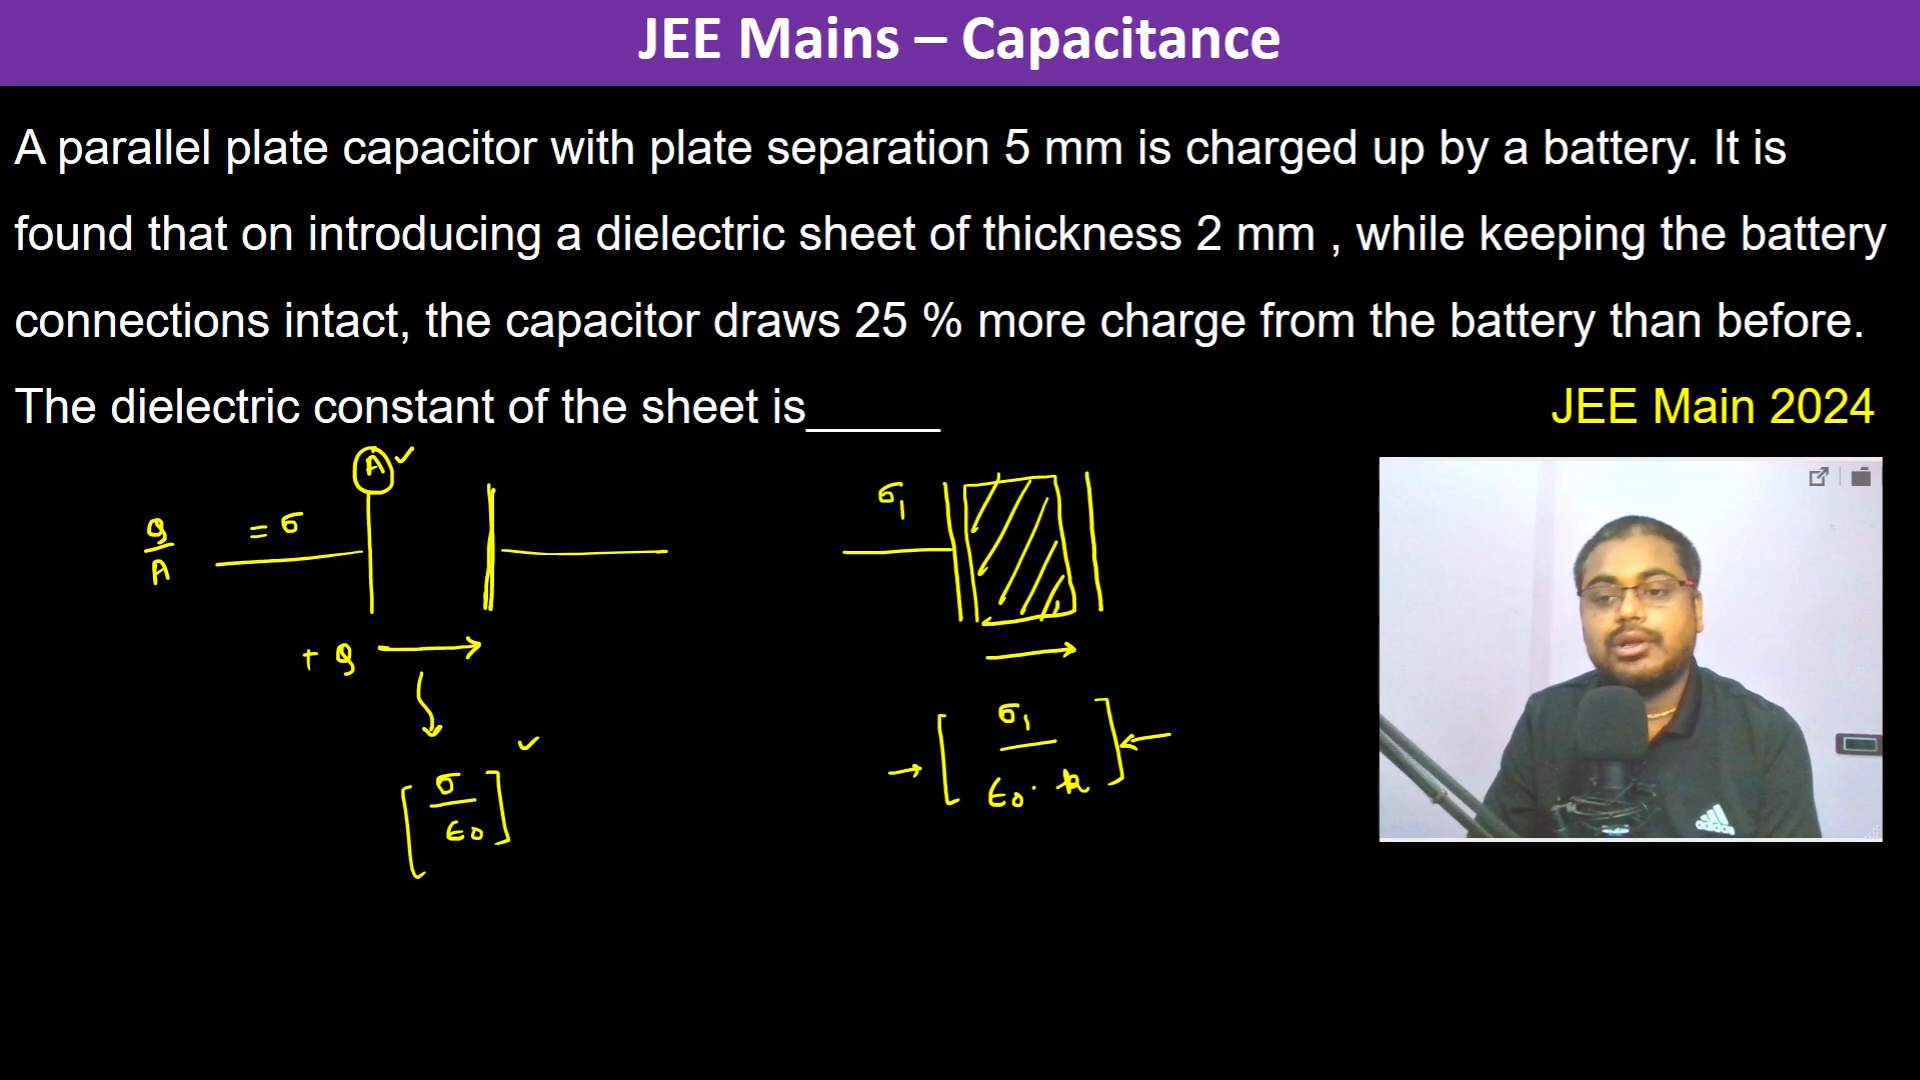 JEE Mains – Capacitance
A parallel plate capacitor with plate separation 5 mm is charged up by a battery. It is
found that on introducing a dielectric sheet of thickness 2 mm , while keeping the battery
connections intact, the capacitor draws 25 % more charge from the battery than before.
The dielectric constant of the sheet is______ JEE Main 2024
A ✓
Q/A = σ
σ₁
+ Q
σ/ε₀ ✓
σ₁/ε₀·k
adidas